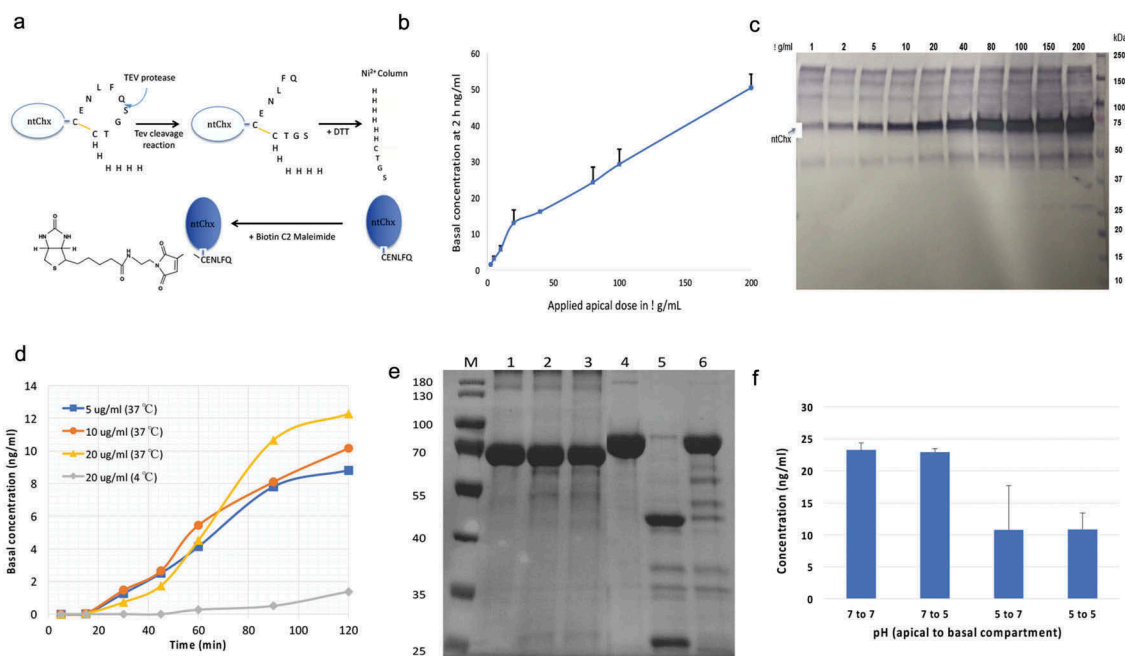 a
ntChx
C
E
N
L
F
Q
S
G
T
C
H
H
H H H H
TEV protease
Tev cleavage
reaction
ntChx
C
E
N
L
F Q
C T G S
H
H
H H H H
+ DTT
Ni²⁺ Column
H
H
H
H
H
H
C
T
G
S
ntChx
CENLFQ
+ Biotin C2 Maleimide
ntChx
CENLFQ
O
HN
NH
H
H
S
O
H
N
O
N
O
b
Basal concentration at 2 h ng/ml
60
50
40
30
20
10
0
0
50
100
150
200
Applied apical dose in ! g/mL
c
! g/ml 1 2 5 10 20 40 80 100 150 200
kDa
250
150
100
75
50
37
25
20
15
10
ntChx
d
Basal concentration (ng/ml)
14
12
10
8
6
4
2
0
5 ug/ml (37℃)
10 ug/ml (37℃)
20 ug/ml (37℃)
20 ug/ml (4℃)
0 20 40 60 80 100 120
Time (min)
e
M 1 2 3 4 5 6
180
130
100
70
55
40
35
25
f
Concentration (ng/ml)
30
25
20
15
10
5
0
7 to 7 7 to 5 5 to 7 5 to 5
pH (apical to basal compartment)